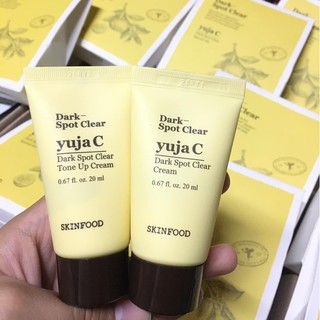 Dark-
Spot Clear
yuja C
Dark Spot Clear
Tone Up Cream
0.67 fl. oz. 20 ml
SKINFOOD
Dark-
Spot Clear
yuja C
Dark Spot Clear
Cream
0.67 fl. oz. 20 ml
SKINFOOD
Dark-
Spot Clear
yuja C